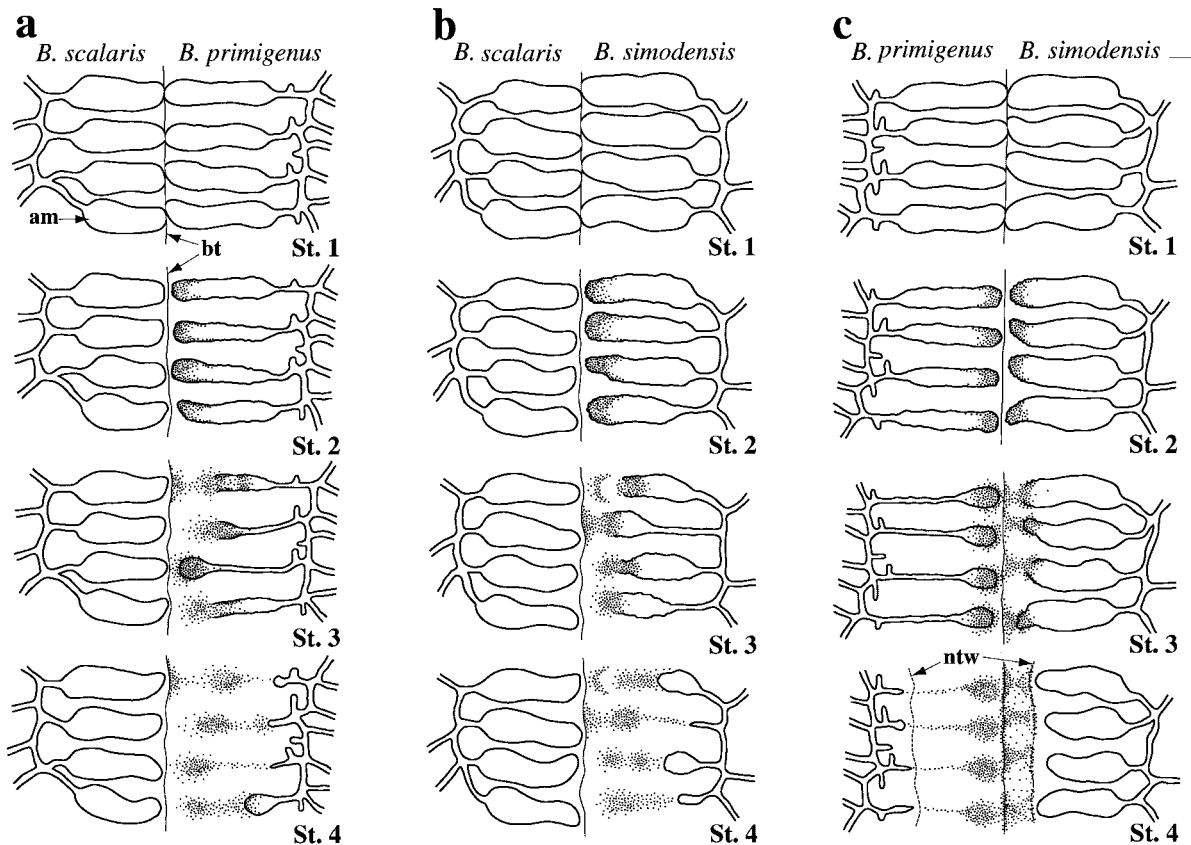 a
B. scalaris B. primigenus
am
bt
St. 1
St. 2
St. 3
St. 4
b
B. scalaris B. simodensis
St. 1
St. 2
St. 3
St. 4
c
B. primigenus B. simodensis
St. 1
St. 2
St. 3
ntw
St. 4